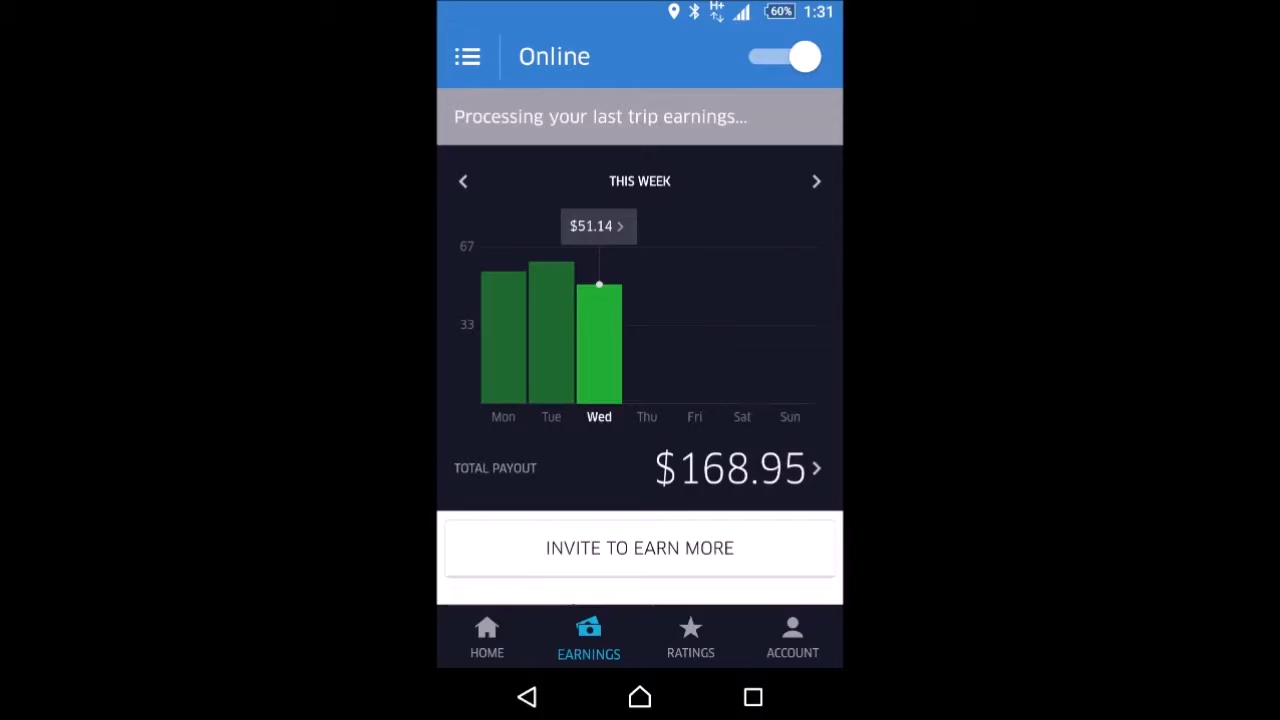 H+ 60% 1:31
Online
Processing your last trip earnings...
THIS WEEK
$51.14
67
33
Mon Tue Wed Thu Fri Sat Sun
TOTAL PAYOUT $168.95
INVITE TO EARN MORE
HOME EARNINGS RATINGS ACCOUNT